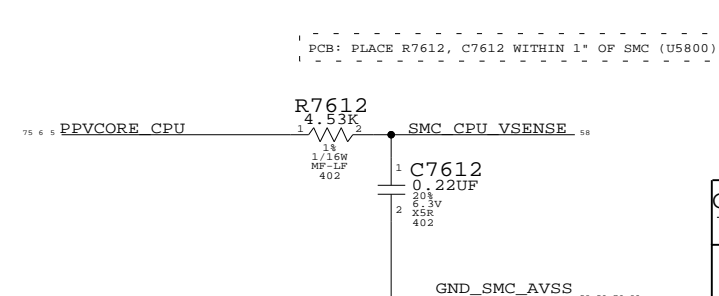 PCB: PLACE R7612, C7612 WITHIN 1" OF SMC (U5800)
R7612
4.53K
75 6 5 PPVCORE_CPU 1 2 SMC_CPU_VSENSE 58
1%
1/16W
MF-LF
402
1 C7612
0.22UF
20%
6.3V
2 X5R
402
GND_SMC_AVSS